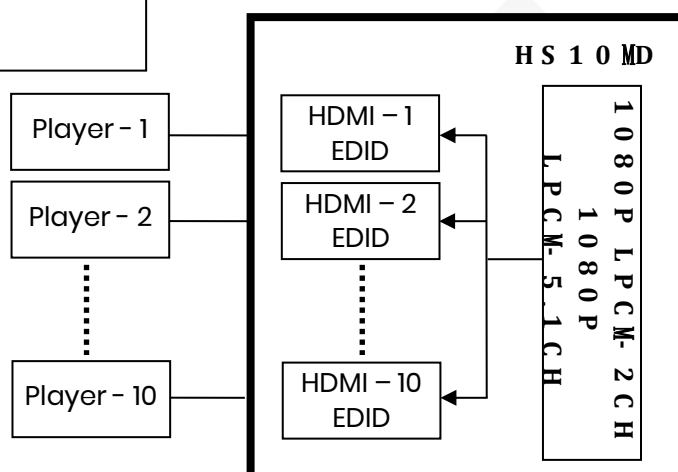 HS10MD
Player - 1
HDMI – 1
EDID
Player - 2
HDMI – 2
EDID
Player - 10
HDMI – 10
EDID
1080P LPCM-2CH
1080P
LPCM-5.1CH